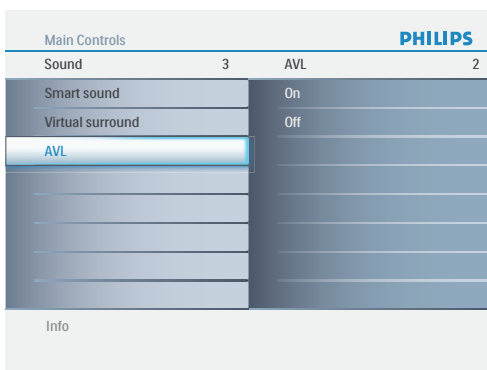 Main Controls PHILIPS
Sound 3 AVL 2
Smart sound On
Virtual surround Off
AVL
Info